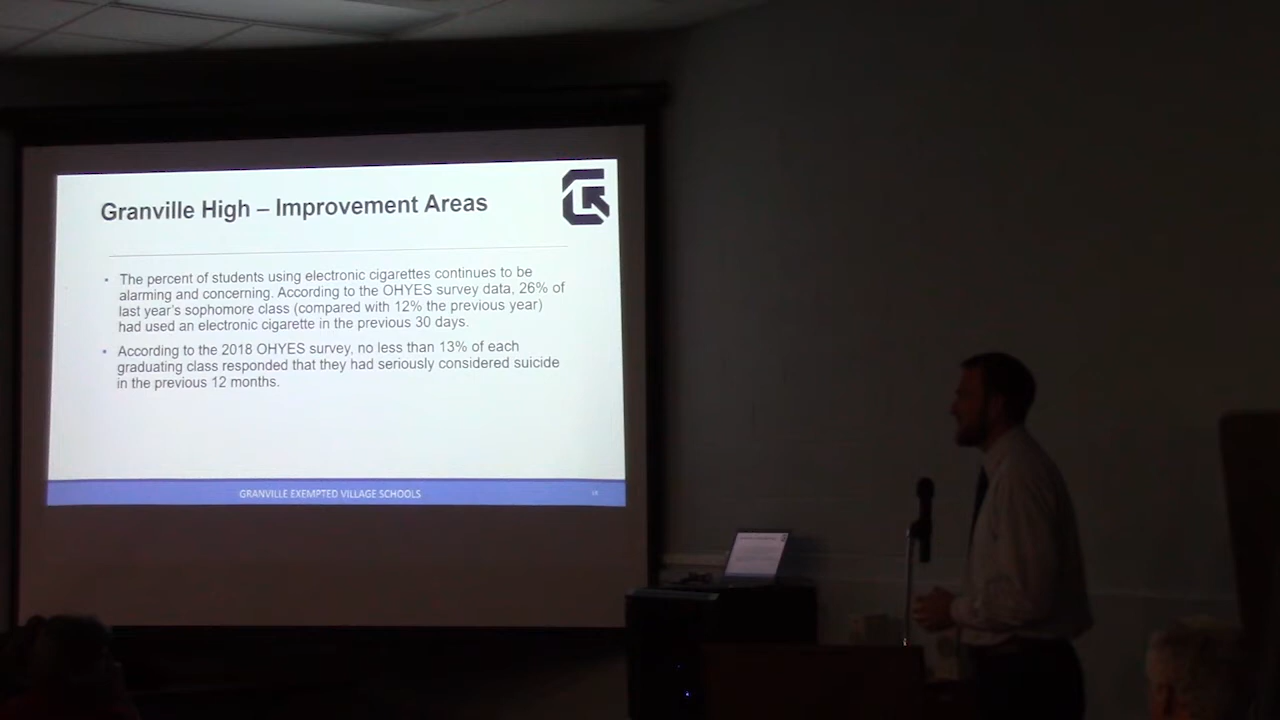 Granville High – Improvement Areas
• The percent of students using electronic cigarettes continues to be
alarming and concerning. According to the OHYES survey data, 26% of
last year's sophomore class (compared with 12% the previous year)
had used an electronic cigarette in the previous 30 days.
• According to the 2018 OHYES survey, no less than 13% of each
graduating class responded that they had seriously considered suicide
in the previous 12 months.
GRANVILLE EXEMPTED VILLAGE SCHOOLS